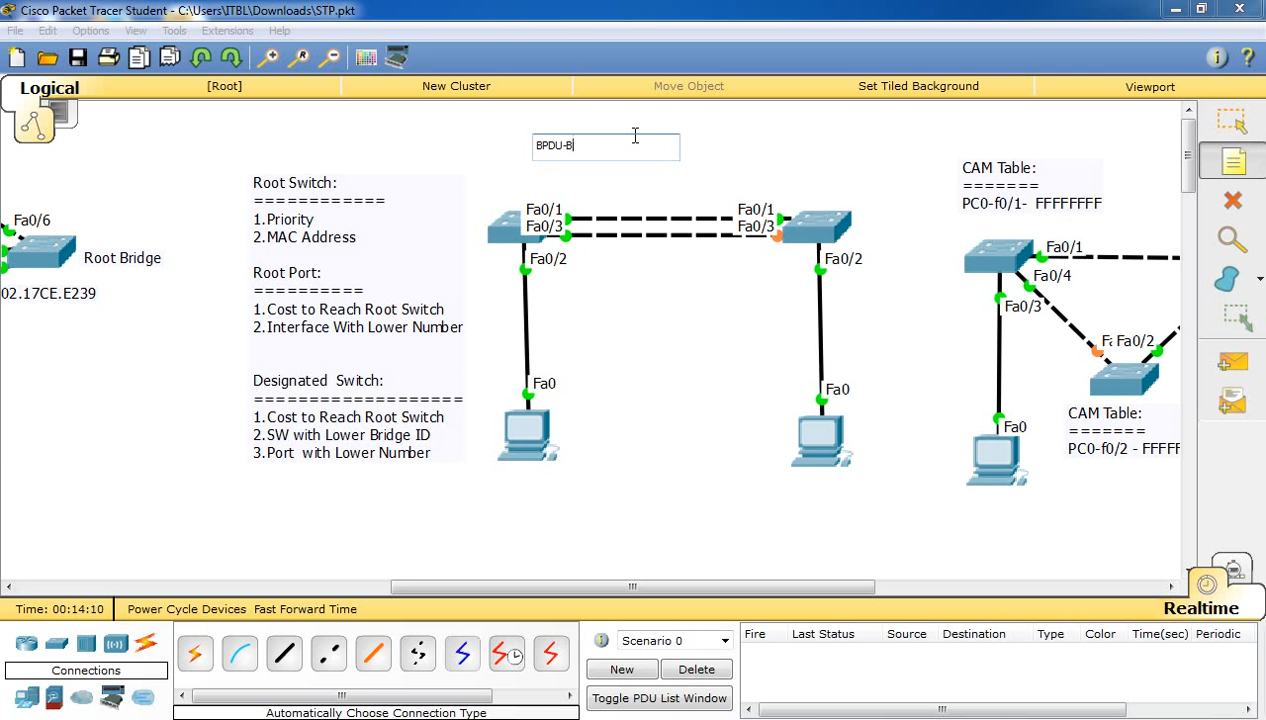 Cisco Packet Tracer Student - C:\Users\JTBL\Downloads\STP.pkt
File Edit Options View Tools Extensions Help
Logical [Root] New Cluster Move Object Set Tiled Background Viewport
BPDU-B
Root Switch:
============
1.Priority
2.MAC Address
Root Port:
==========
1.Cost to Reach Root Switch
2.Interface With Lower Number
Designated Switch:
===================
1.Cost to Reach Root Switch
2.SW with Lower Bridge ID
3.Port with Lower Number
Fa0/6
Root Bridge
02.17CE.E239
Fa0/1
Fa0/3
Fa0/2
Fa0
Fa0/1
Fa0/3
Fa0/2
Fa0
CAM Table:
=======
PC0-f0/1- FFFFFFFF
Fa0/1
Fa0/4
Fa0/3
Fa0/2
Fa0
CAM Table:
=======
PC0-f0/2 - FFFFF
Realtime
Time: 00:14:10 Power Cycle Devices Fast Forward Time
Connections
Automatically Choose Connection Type
Scenario 0
New Delete
Toggle PDU List Window
Fire Last Status Source Destination Type Color Time(sec) Periodic